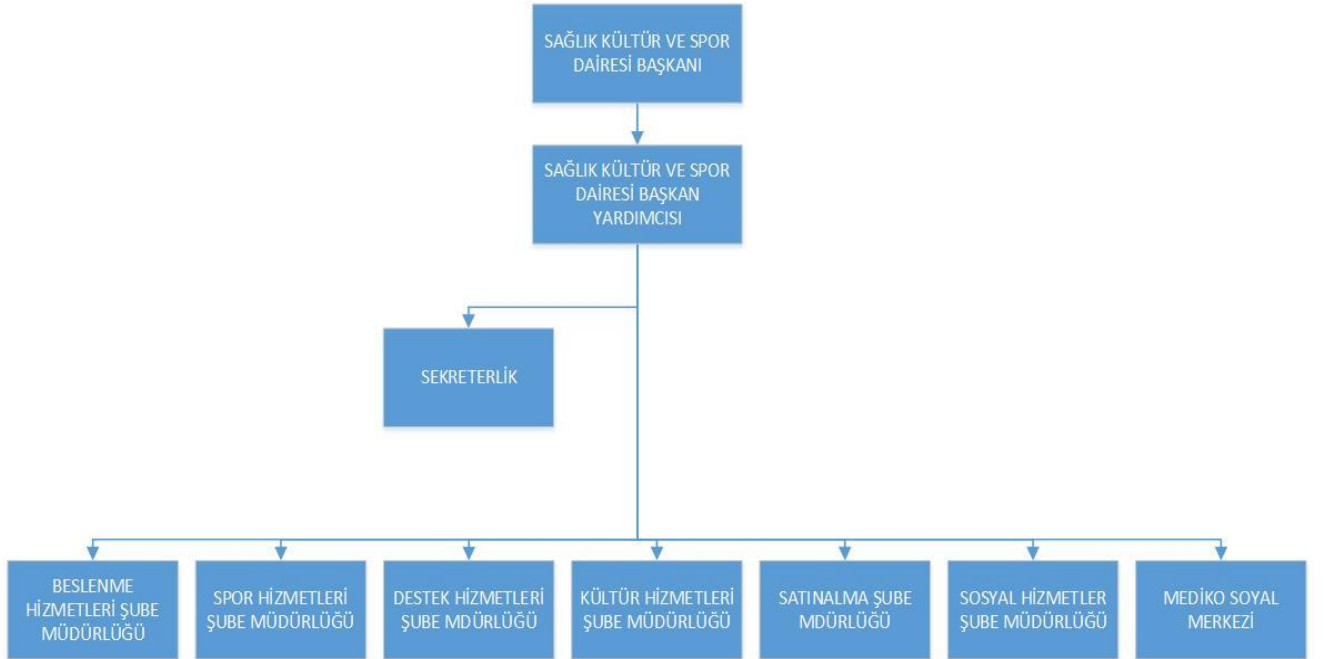 SAĞLIK KÜLTÜR VE SPOR
DAİRESİ BAŞKANI
SAĞLIK KÜLTÜR VE SPOR
DAİRESİ BAŞKAN
YARDIMCISI
SEKRETERLİK
BESLENME
HİZMETLERİ ŞUBE
MÜDÜRLÜĞÜ
SPOR HİZMETLERİ
ŞUBE MÜDÜRLÜĞÜ
DESTEK HİZMETLERİ
ŞUBE MDÜRLÜĞÜ
KÜLTÜR HİZMETLERİ
ŞUBE MÜDÜRLÜĞÜ
SATINALMA ŞUBE
MDÜRLÜĞÜ
SOSYAL HİZMETLER
ŞUBE MÜDÜRLÜĞÜ
MEDİKO SOYAL
MERKEZİ